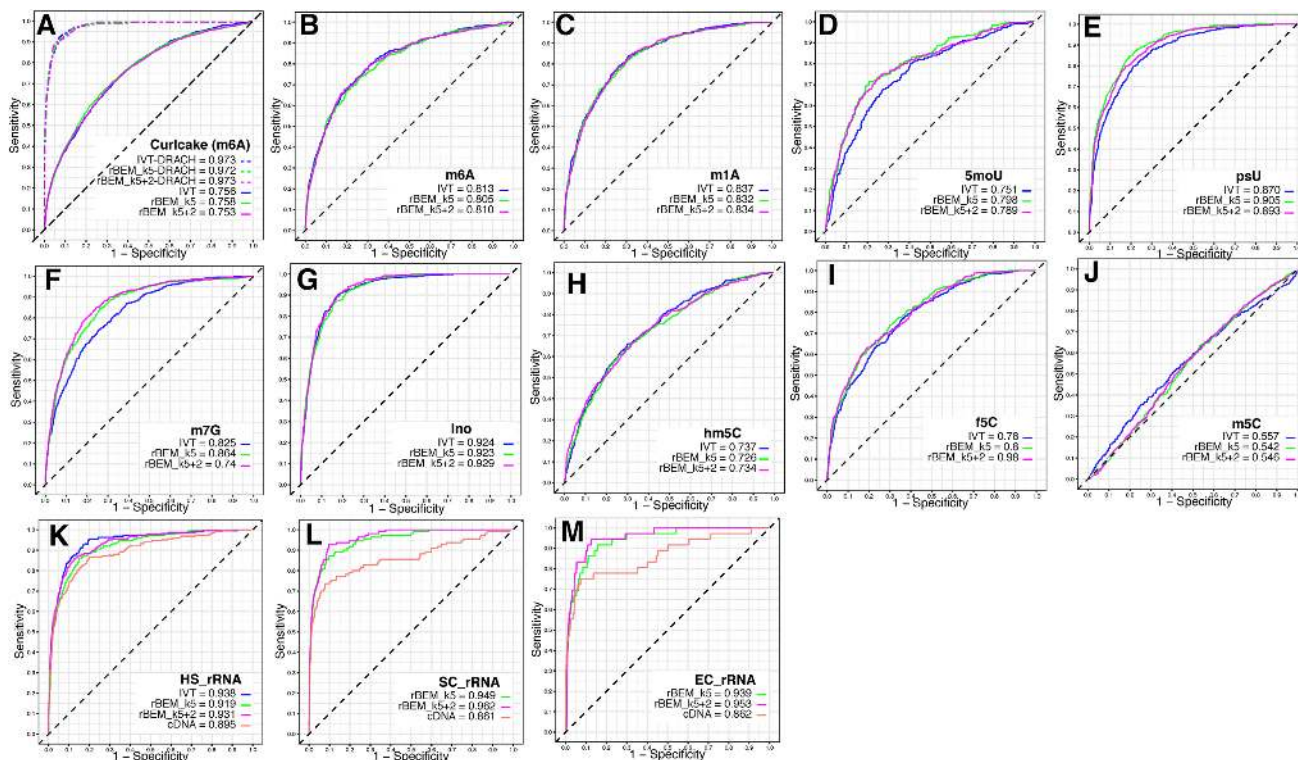 A
B
C
D
E
Curlcake (m6A)
IVT-DRACH = 0.973
rBEM_k5-DRACH = 0.972
rBEM_k5+2-DRACH = 0.973
IVT = 0.756
rBEM_k5 = 0.758
rBEM_k5+2 = 0.753
Sensitivity
1 – Specificity
m6A
IVT = 0.813
rBEM_k5 = 0.805
rBEM_k5+2 = 0.810
Sensitivity
1 – Specificity
m1A
IVT = 0.837
rBEM_k5 = 0.832
rBEM_k5+2 = 0.834
Sensitivity
1 – Specificity
5moU
IVT = 0.751
rBEM_k5 = 0.798
rBEM_k5+2 = 0.789
Sensitivity
1 – Specificity
psU
IVT = 0.870
rBEM_k5 = 0.905
rBEM_k5+2 = 0.893
Sensitivity
1 – Specificity
F
G
H
I
J
m7G
IVT = 0.825
rBEM_k5 = 0.864
rBEM_k5+2 = 0.74
Sensitivity
1 – Specificity
Ino
IVT = 0.924
rBEM_k5 = 0.923
rBEM_k5+2 = 0.929
Sensitivity
1 – Specificity
hm5C
IVT = 0.737
rBEM_k5 = 0.726
rBEM_k5+2 = 0.734
Sensitivity
1 – Specificity
f5C
IVT = 0.78
rBEM_k5 = 0.8
rBEM_k5+2 = 0.98
Sensitivity
1 – Specificity
m5C
IVT = 0.557
rBEM_k5 = 0.542
rBEM_k5+2 = 0.546
Sensitivity
1 – Specificity
K
L
M
HS_rRNA
IVT = 0.938
rBEM_k5 = 0.919
rBEM_k5+2 = 0.931
cDNA = 0.895
Sensitivity
1 – Specificity
SC_rRNA
rBEM_k5 = 0.949
rBEM_k5+2 = 0.962
cDNA = 0.861
Sensitivity
1 – Specificity
EC_rRNA
rBEM_k5 = 0.939
rBEM_k5+2 = 0.953
cDNA = 0.862
Sensitivity
1 – Specificity